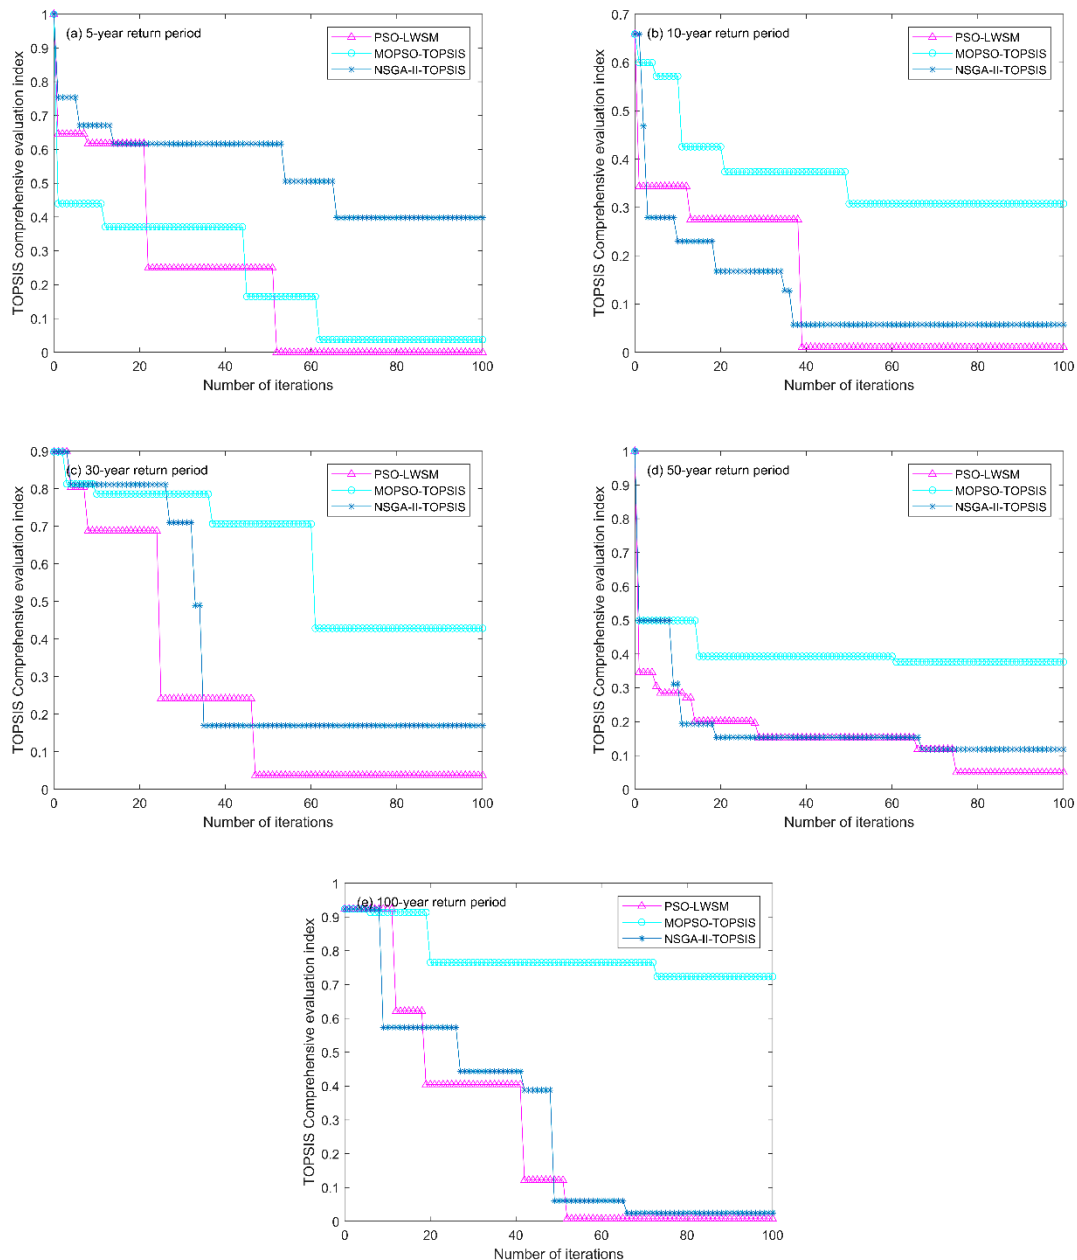 (a) 5-year return period
PSO-LWSM
MOPSO-TOPSIS
NSGA-II-TOPSIS
TOPSIS comprehensive evaluation index
1
0.9
0.8
0.7
0.6
0.5
0.4
0.3
0.2
0.1
0
0 20 40 60 80 100
Number of iterations
(b) 10-year return period
PSO-LWSM
MOPSO-TOPSIS
NSGA-II-TOPSIS
TOPSIS Comprehensive evaluation index
0.7
0.6
0.5
0.4
0.3
0.2
0.1
0
0 20 40 60 80 100
Number of iterations
(c) 30-year return period
PSO-LWSM
MOPSO-TOPSIS
NSGA-II-TOPSIS
TOPSIS Comprehensive evaluation index
0.9
0.8
0.7
0.6
0.5
0.4
0.3
0.2
0.1
0
0 20 40 60 80 100
Number of iterations
(d) 50-year return period
PSO-LWSM
MOPSO-TOPSIS
NSGA-II-TOPSIS
TOPSIS Comprehensive evaluation index
1
0.9
0.8
0.7
0.6
0.5
0.4
0.3
0.2
0.1
0
0 20 40 60 80 100
Number of iterations
(e) 100-year return period
PSO-LWSM
MOPSO-TOPSIS
NSGA-II-TOPSIS
TOPSIS Comprehensive evaluation index
1
0.9
0.8
0.7
0.6
0.5
0.4
0.3
0.2
0.1
0
0 20 40 60 80 100
Number of iterations